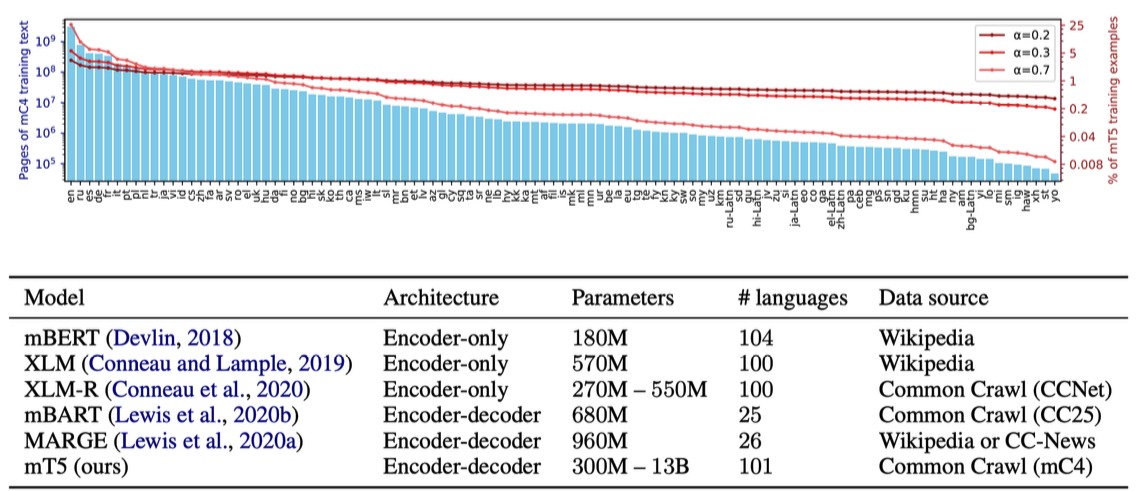 Pages of mC4 training text
10⁹
10⁸
10⁷
10⁶
10⁵
α=0.2
α=0.3
α=0.7
25
5
1
0.2
0.04
0.008
% of mT5 training examples
en ru es de fr it pt pl nl tr ja vi id cs zh fa ar sv ro el uk hu da fi no bg hi sk ko th ca ms iw lt sl mr bn et lv az gl cy sq ta sr ne lb hy kk ka mt af fil is mk ml mn ur be la eu tg te fy kn ky sw so my uz km ru-Latn sd gu hi-Latn jv zu si ja-Latn eo co ga el-Latn zh-Latn pa ceb mg ps sn gd ku hmn su ht ha ny am bg-Latn yi lo mi sm ig haw xh st yo
Model Architecture Parameters # languages Data source
mBERT (Devlin, 2018) Encoder-only 180M 104 Wikipedia
XLM (Conneau and Lample, 2019) Encoder-only 570M 100 Wikipedia
XLM-R (Conneau et al., 2020) Encoder-only 270M – 550M 100 Common Crawl (CCNet)
mBART (Lewis et al., 2020b) Encoder-decoder 680M 25 Common Crawl (CC25)
MARGE (Lewis et al., 2020a) Encoder-decoder 960M 26 Wikipedia or CC-News
mT5 (ours) Encoder-decoder 300M – 13B 101 Common Crawl (mC4)